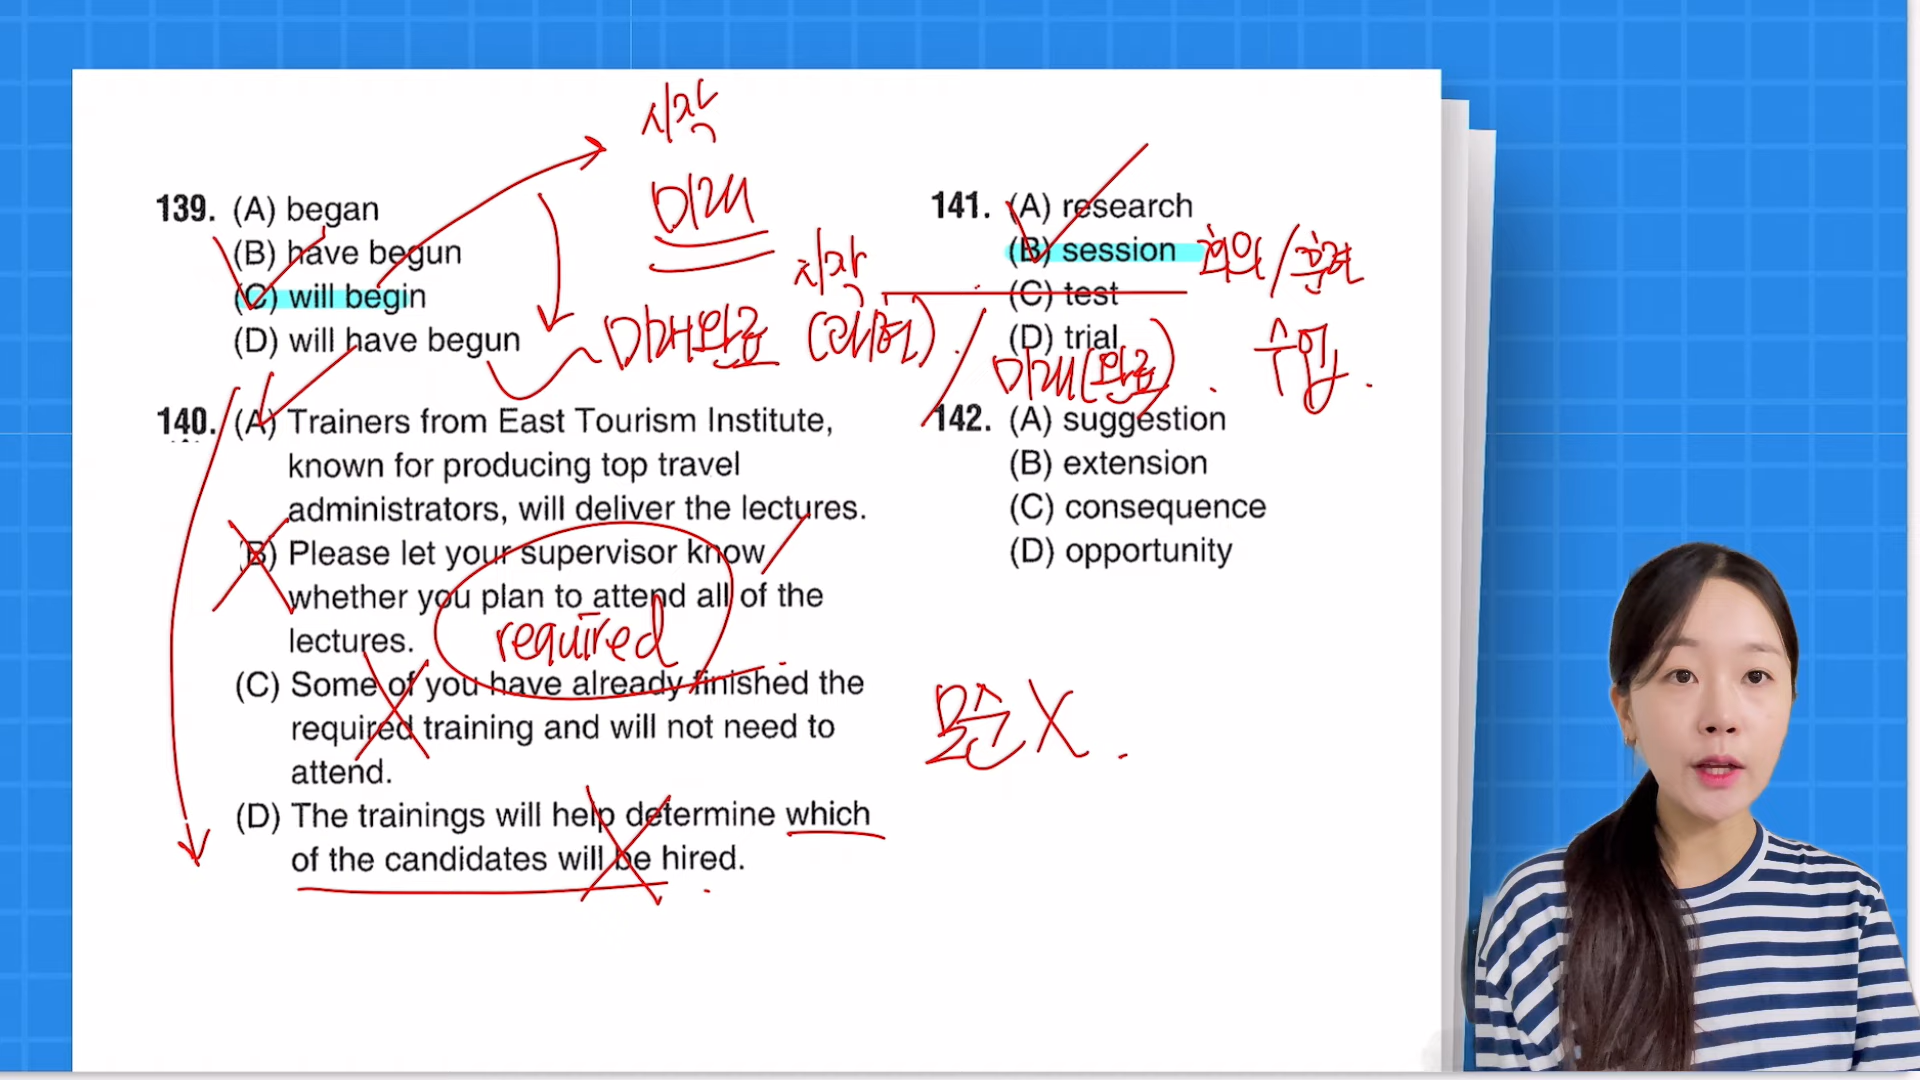 시작
미래
139. (A) began
(B) have begun
(C) will begin
(D) will have begun
시작
미래완료
미래(완료).
140. (A) Trainers from East Tourism Institute,
known for producing top travel
administrators, will deliver the lectures.
(B) Please let your supervisor know
whether you plan to attend all of the
lectures.
required
(C) Some of you have already finished the
required training and will not need to
attend.
(D) The trainings will help determine which
of the candidates will be hired.
141. (A) research
(B) session
회의/훈련
(C) test
(D) trial
수업.
142. (A) suggestion
(B) extension
(C) consequence
(D) opportunity
모순X.